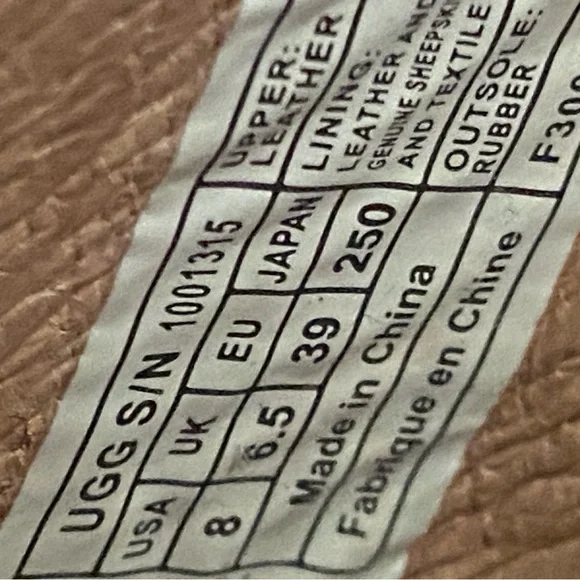 UGG S/N 1001315
USA UK EU JAPAN
8 6.5 39 250
Made in China
Fabrique en Chine
UPPER:
LEATHER
LINING:
LEATHER AND
GENUINE SHEEPSKIN
AND TEXTILE
OUTSOLE:
RUBBER